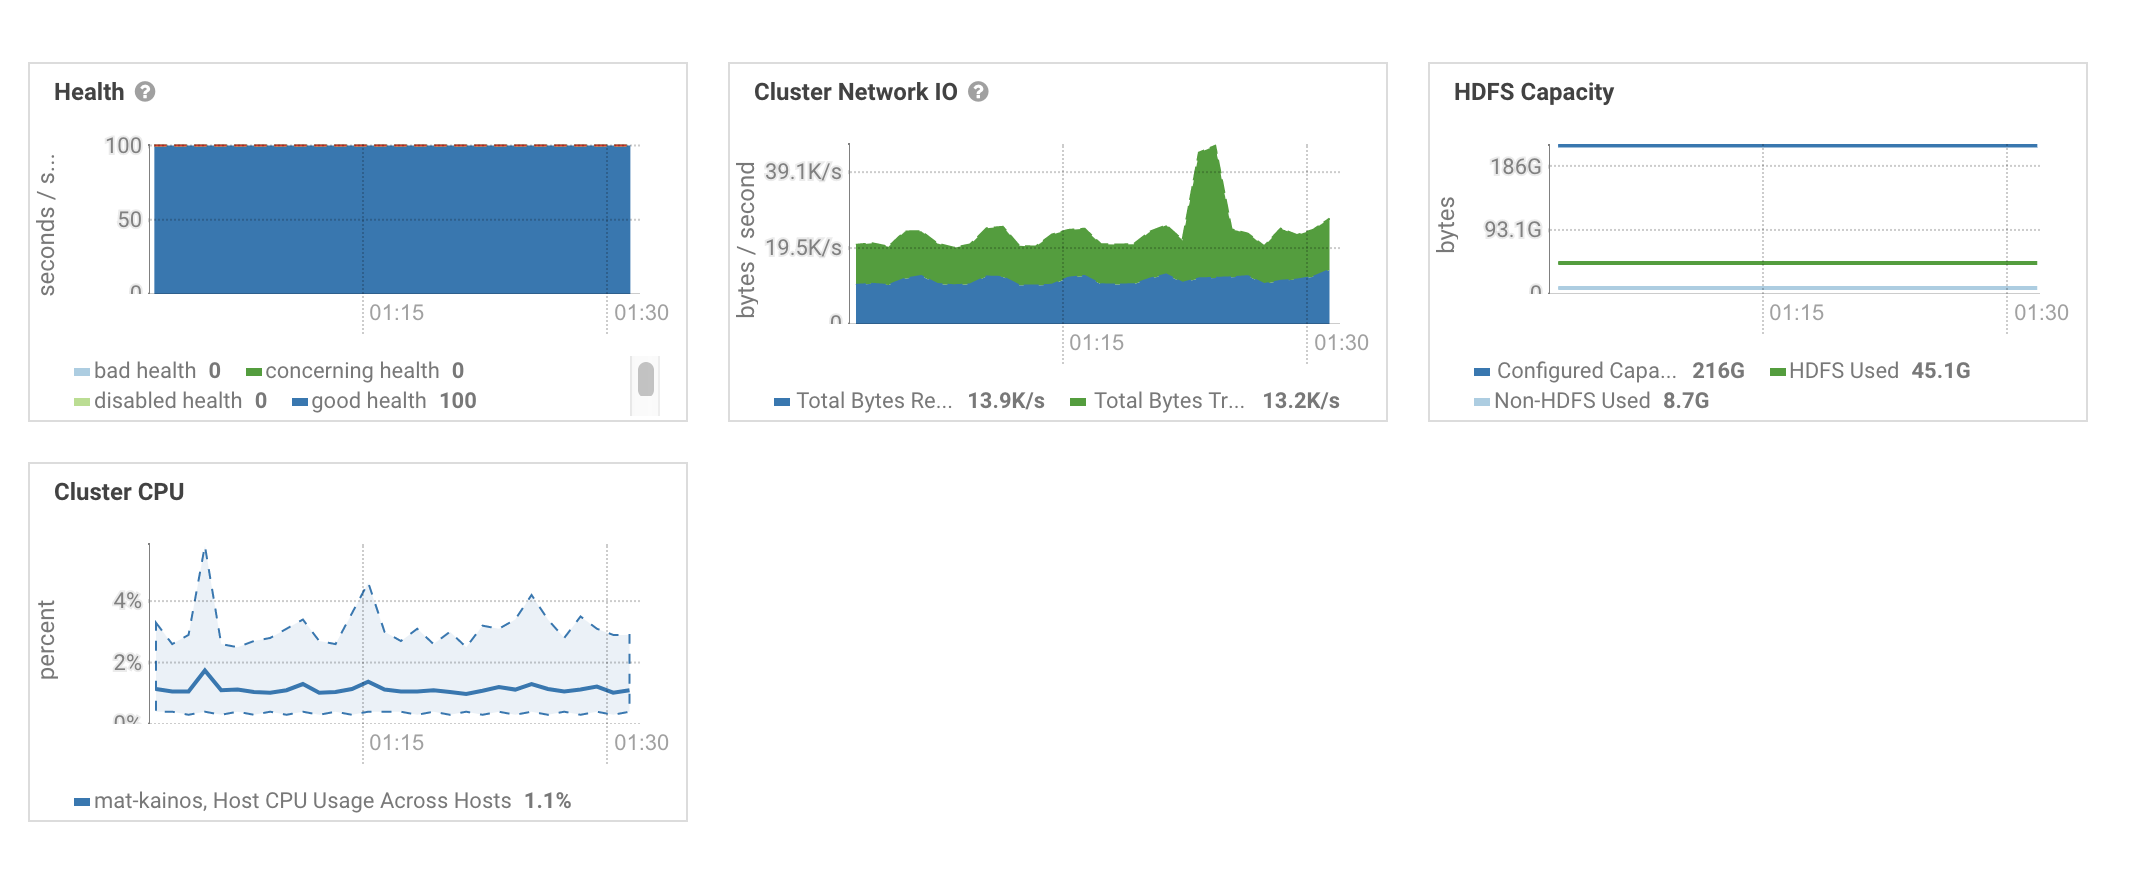 Health ?
100
50
0
seconds / s...
01:15 01:30
bad health 0 concerning health 0
disabled health 0 good health 100
Cluster Network IO ?
39.1K/s
19.5K/s
0
bytes / second
01:15 01:30
Total Bytes Re... 13.9K/s Total Bytes Tr... 13.2K/s
HDFS Capacity
186G
93.1G
0
bytes
01:15 01:30
Configured Capa... 216G HDFS Used 45.1G
Non-HDFS Used 8.7G
Cluster CPU
4%
2%
0%
percent
01:15 01:30
mat-kainos, Host CPU Usage Across Hosts 1.1%